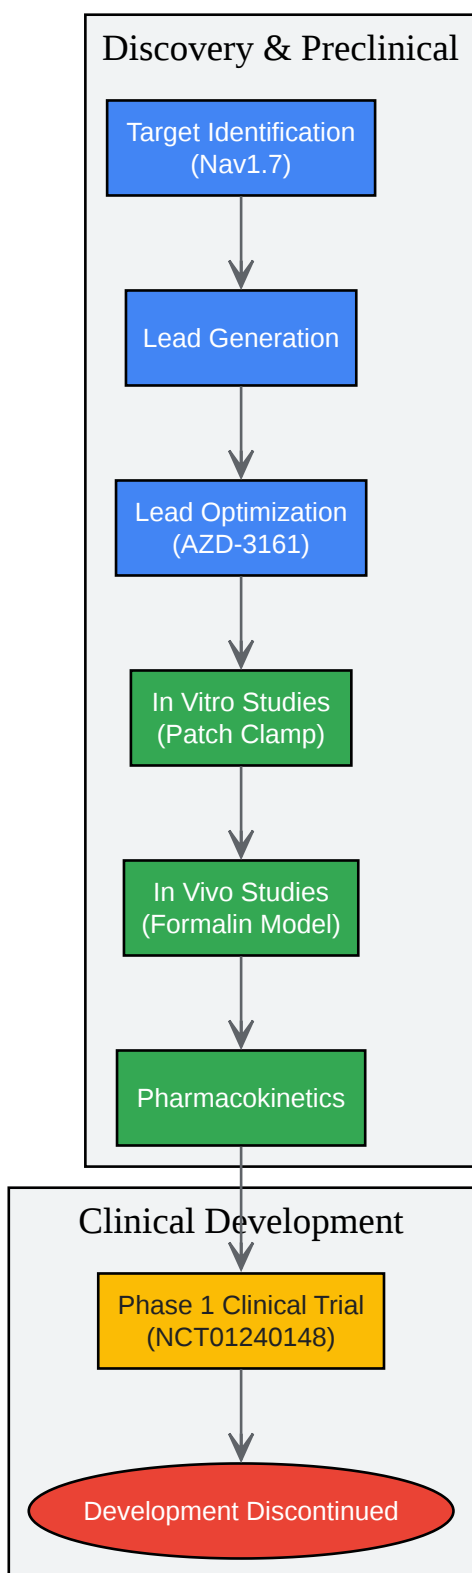 Discovery & Preclinical
Target Identification
(Nav1.7)
Lead Generation
Lead Optimization
(AZD-3161)
In Vitro Studies
(Patch Clamp)
In Vivo Studies
(Formalin Model)
Pharmacokinetics
Clinical Development
Phase 1 Clinical Trial
(NCT01240148)
Development Discontinued